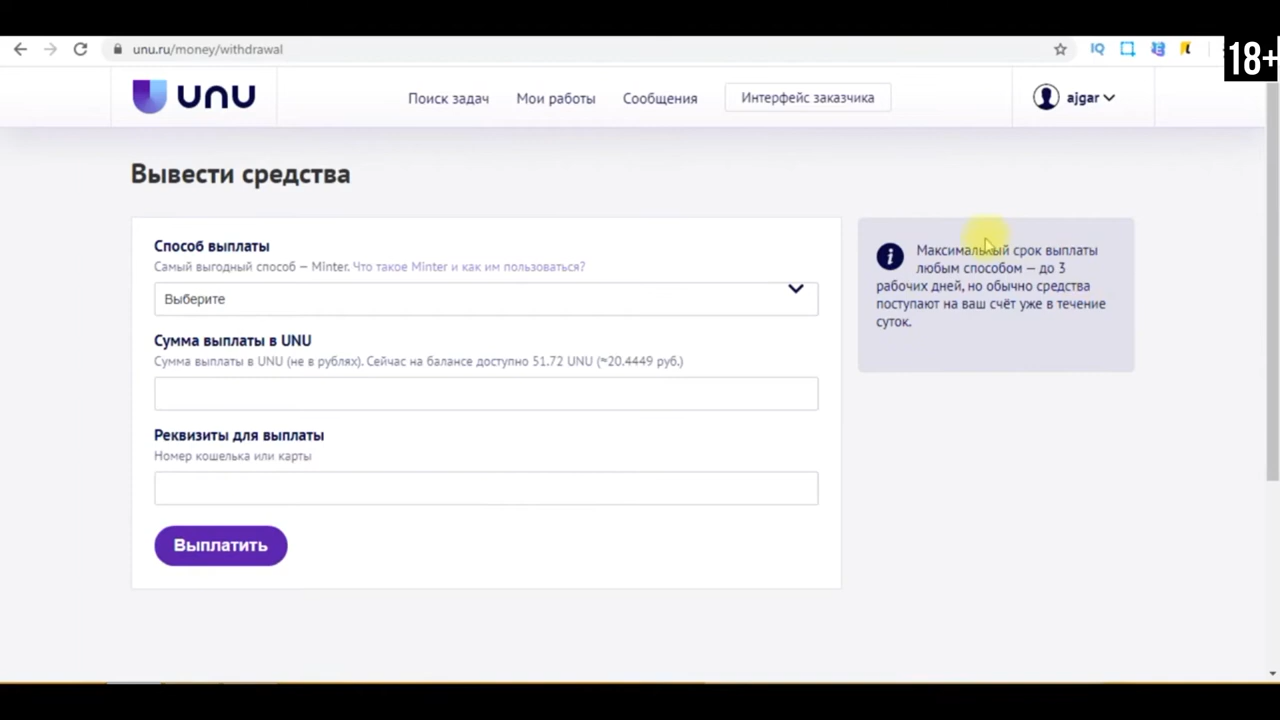 unu.ru/money/withdrawal
18+
unu
Поиск задач
Мои работы
Сообщения
Интерфейс заказчика
ajgar
Вывести средства
Способ выплаты
Самый выгодный способ — Minter. Что такое Minter и как им пользоваться?
Выберите
Сумма выплаты в UNU
Сумма выплаты в UNU (не в рублях). Сейчас на балансе доступно 51.72 UNU (≈20.4449 руб.)
Реквизиты для выплаты
Номер кошелька или карты
Выплатить
Максимальный срок выплаты
любым способом — до 3
рабочих дней, но обычно средства
поступают на ваш счёт уже в течение
суток.